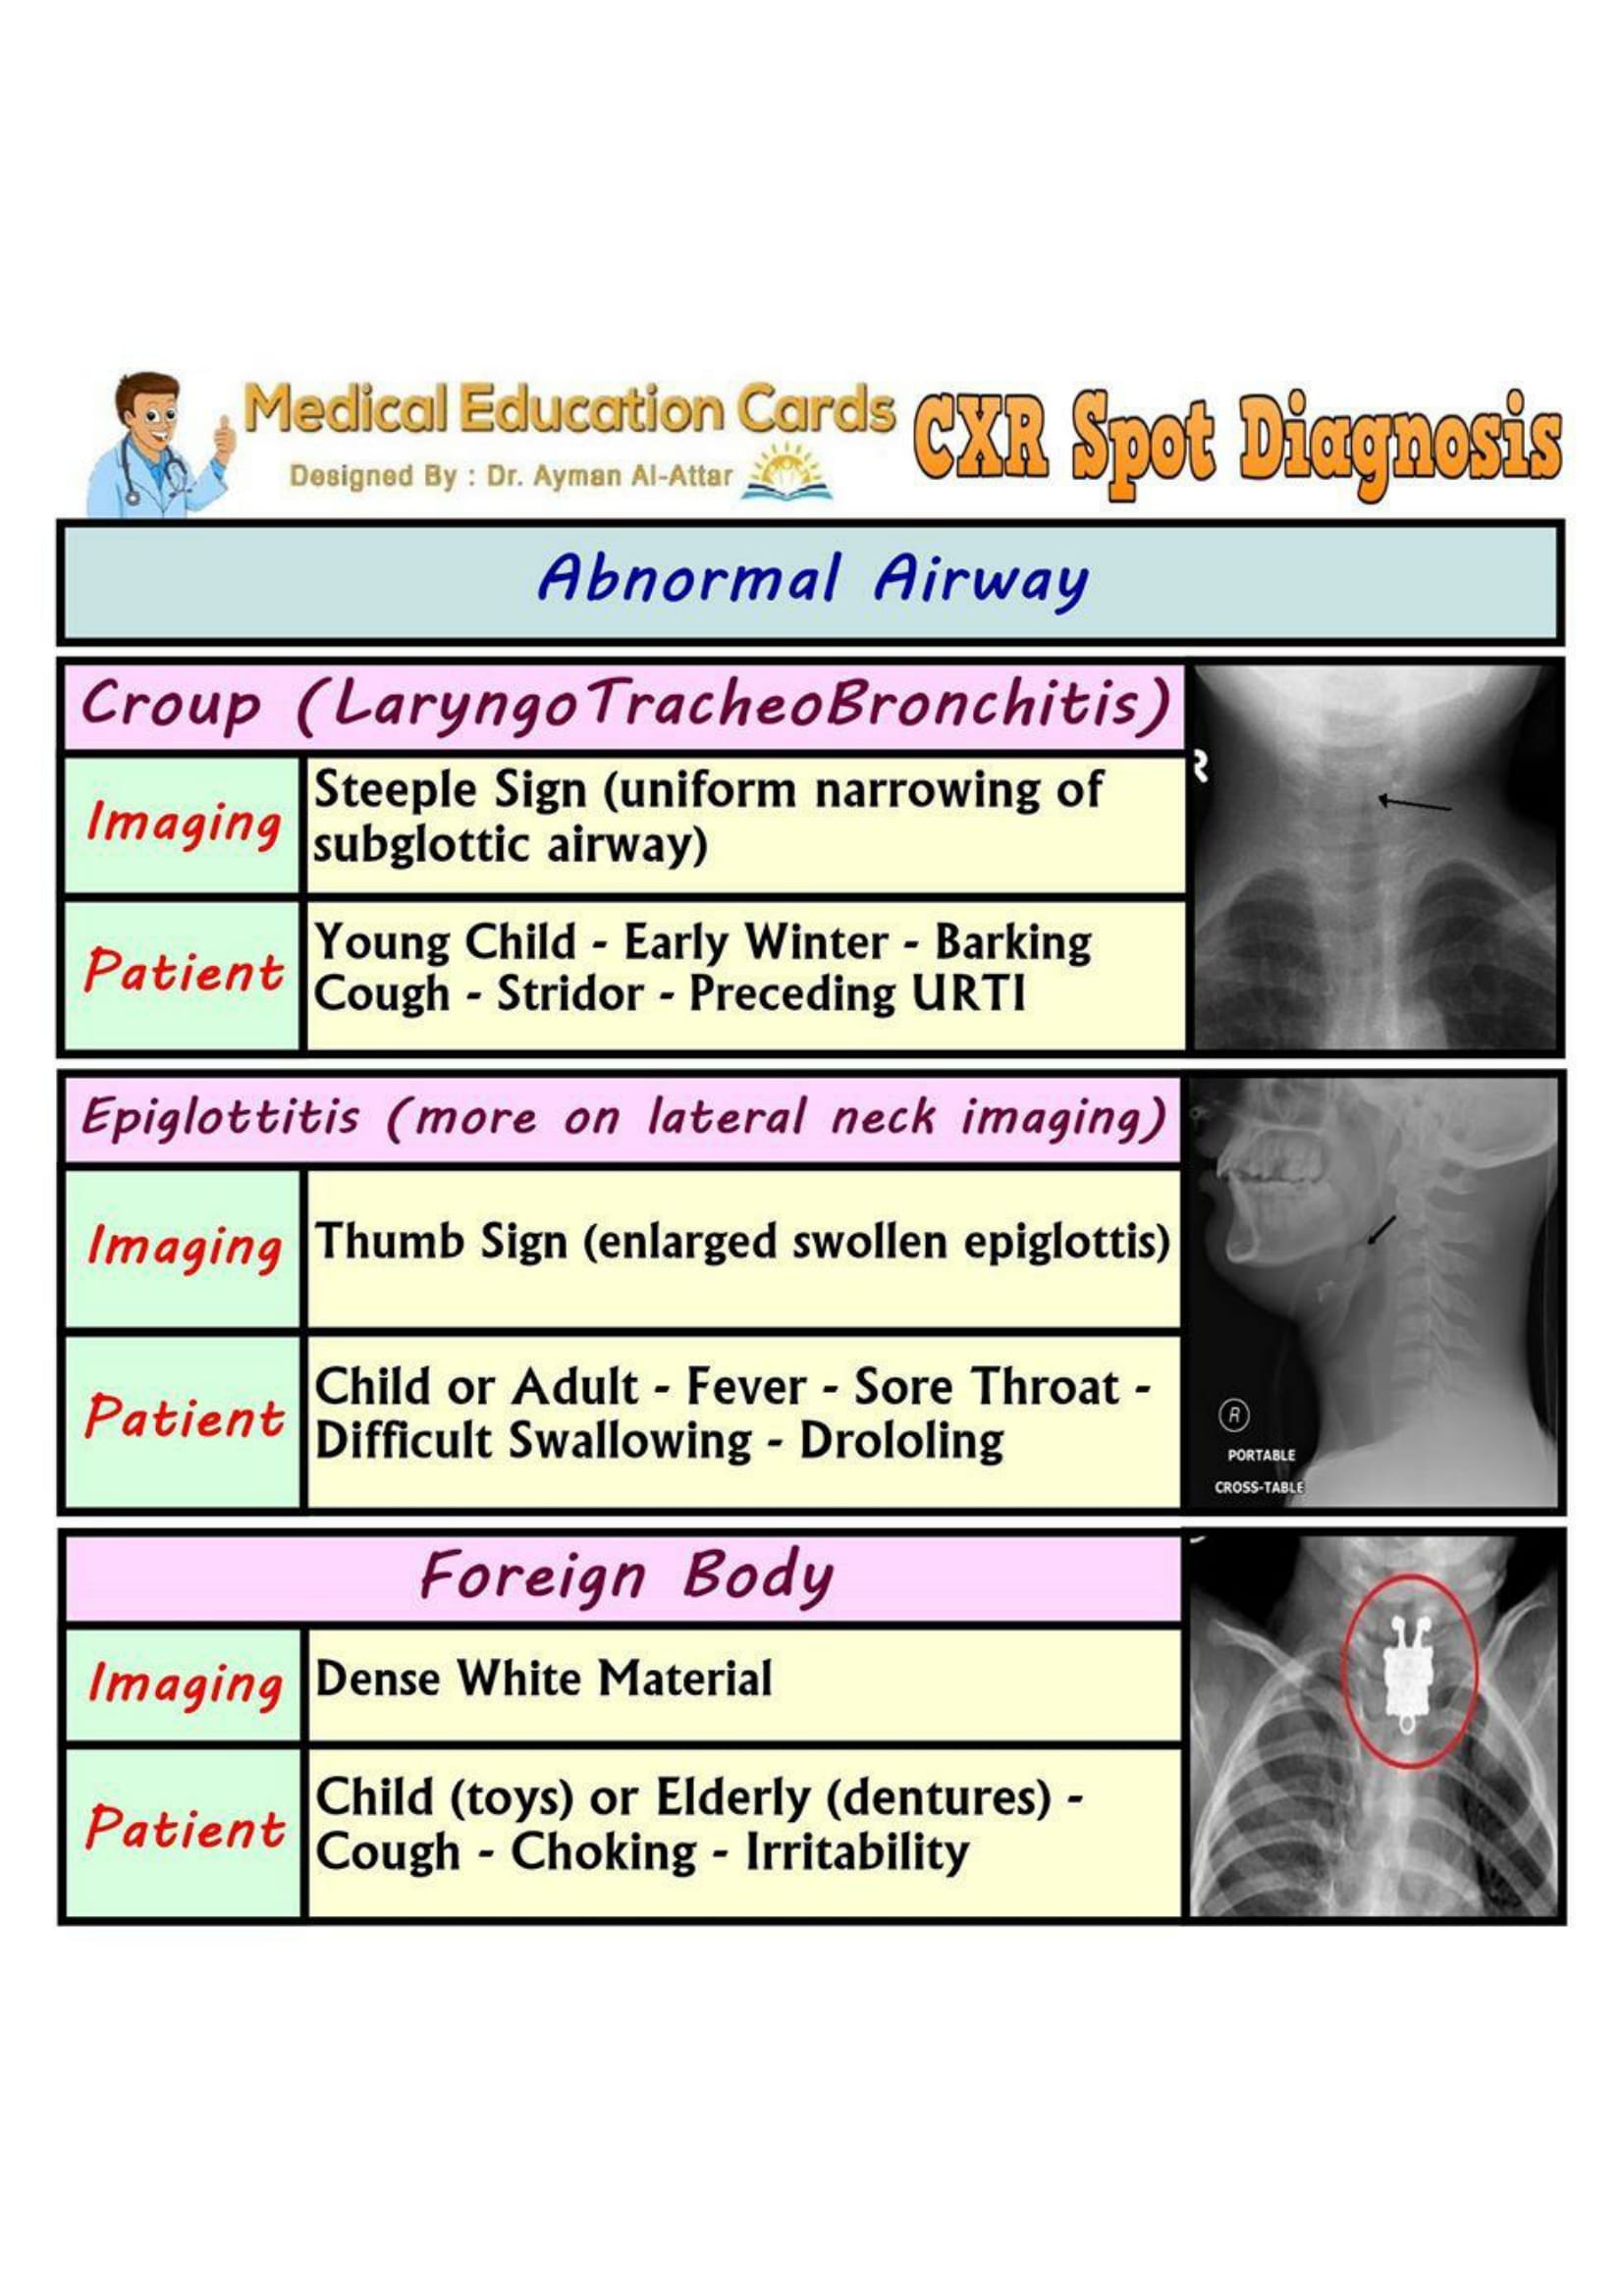 Medical Education Cards
Designed By : Dr. Ayman Al-Attar
CXR Spot Diagnosis
Abnormal Airway
Croup (LaryngoTracheoBronchitis)
Imaging
Steeple Sign (uniform narrowing of
subglottic airway)
Patient
Young Child - Early Winter - Barking
Cough - Stridor - Preceding URTI
R
Epiglottitis (more on lateral neck imaging)
Imaging
Thumb Sign (enlarged swollen epiglottis)
Patient
Child or Adult - Fever - Sore Throat -
Difficult Swallowing - Drololing
R
PORTABLE
CROSS-TABLE
Foreign Body
Imaging
Dense White Material
Patient
Child (toys) or Elderly (dentures) -
Cough - Choking - Irritability